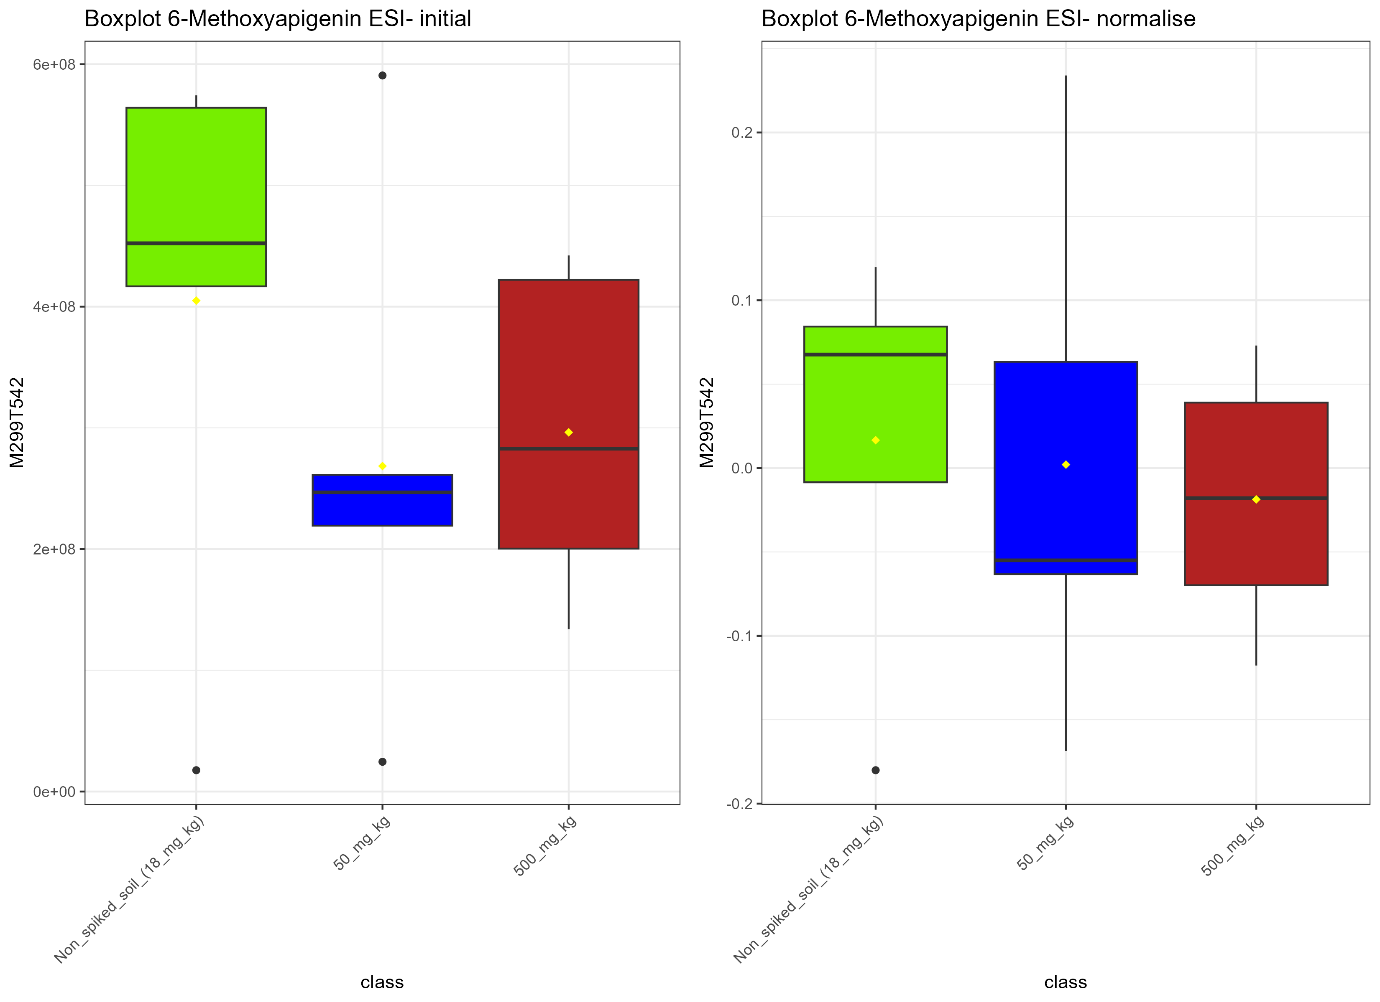 Boxplot 6-Methoxyapigenin ESI- initial
M299T542
6e+08
4e+08
2e+08
0e+00
Non_spiked_soil_(18_mg_kg)
50_mg_kg
500_mg_kg
class
Boxplot 6-Methoxyapigenin ESI- normalise
M299T542
0.2
0.1
0.0
-0.1
-0.2
Non_spiked_soil_(18_mg_kg)
50_mg_kg
500_mg_kg
class